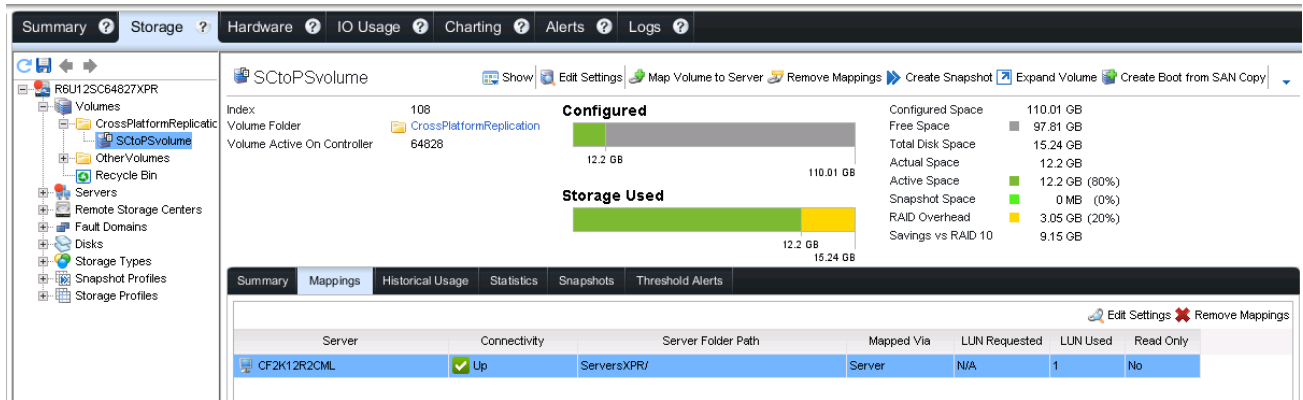 Summary ? Storage ? Hardware ? IO Usage ? Charting ? Alerts ? Logs ?
R6U12SC64827XPR
Volumes
CrossPlatformReplicatic
SCtoPSvolume
OtherVolumes
Recycle Bin
Servers
Remote Storage Centers
Fault Domains
Disks
Storage Types
Snapshot Profiles
Storage Profiles
SCtoPSvolume
Show Edit Settings Map Volume to Server Remove Mappings Create Snapshot Expand Volume Create Boot from SAN Copy
Index 108
Volume Folder CrossPlatformReplication
Volume Active On Controller 64828
Configured
12.2 GB
110.01 GB
Storage Used
12.2 GB
15.24 GB
Configured Space 110.01 GB
Free Space 97.81 GB
Total Disk Space 15.24 GB
Actual Space 12.2 GB
Active Space 12.2 GB (80%)
Snapshot Space 0 MB (0%)
RAID Overhead 3.05 GB (20%)
Savings vs RAID 10 9.15 GB
Summary Mappings Historical Usage Statistics Snapshots Threshold Alerts
Edit Settings Remove Mappings
Server Connectivity Server Folder Path Mapped Via LUN Requested LUN Used Read Only
CF2K12R2CML Up ServersXPR/ Server N/A 1 No